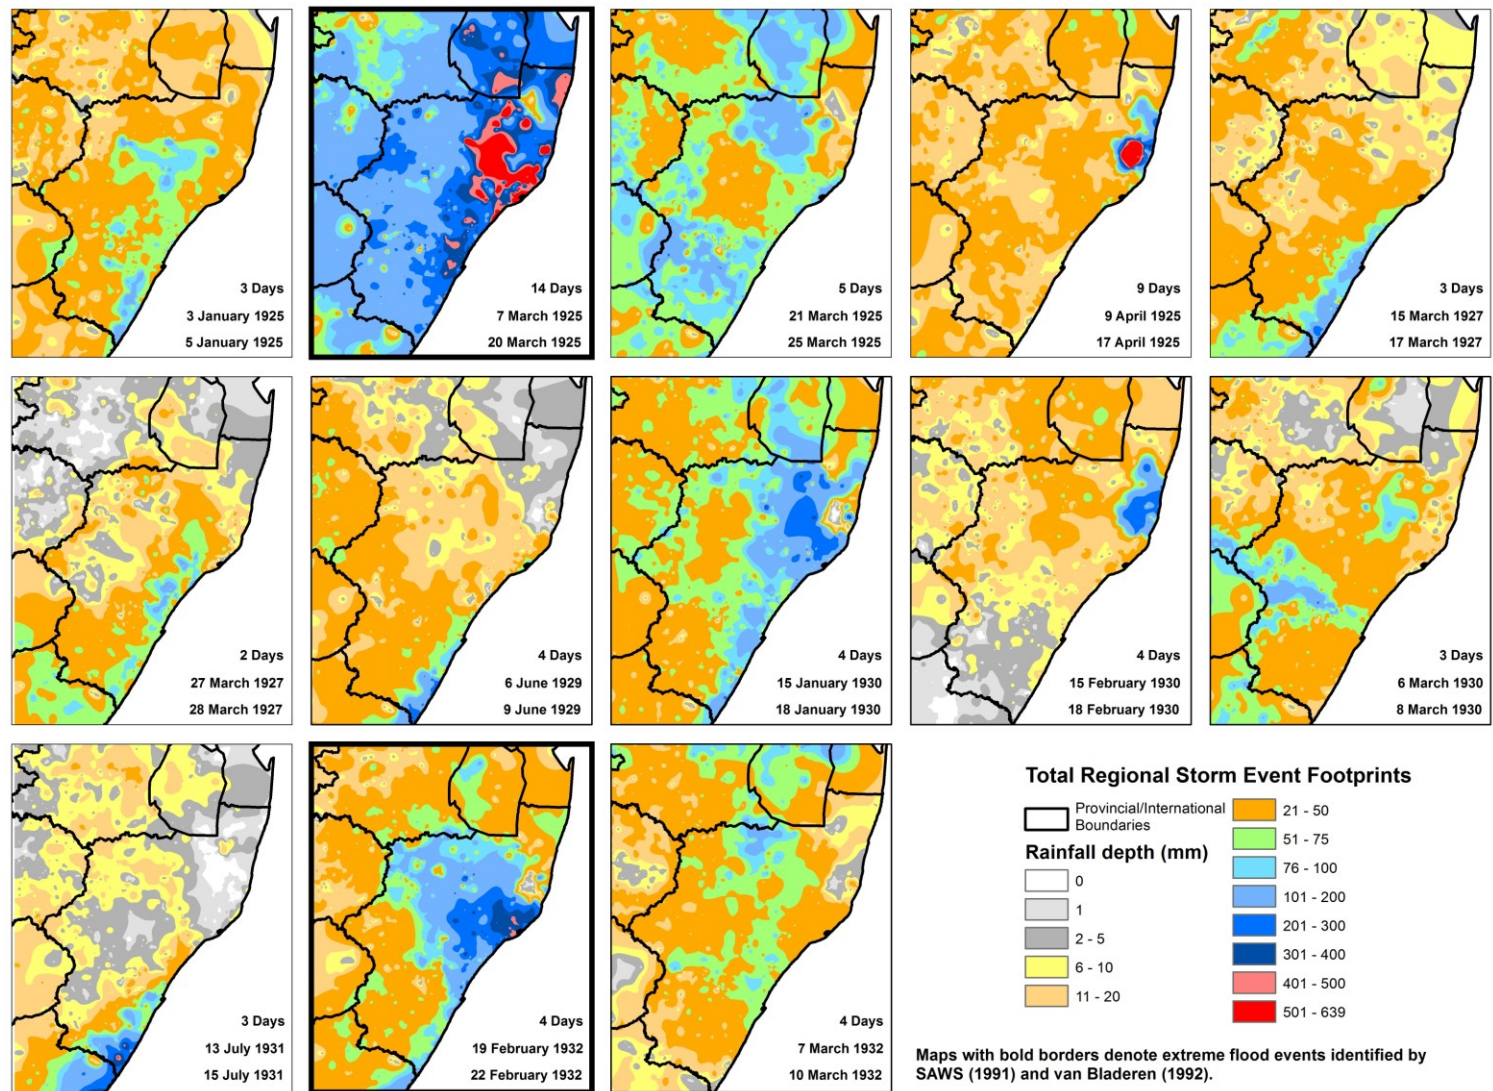 3 Days
3 January 1925
5 January 1925
14 Days
7 March 1925
20 March 1925
5 Days
21 March 1925
25 March 1925
9 Days
9 April 1925
17 April 1925
3 Days
15 March 1927
17 March 1927
2 Days
27 March 1927
28 March 1927
4 Days
6 June 1929
9 June 1929
4 Days
15 January 1930
18 January 1930
4 Days
15 February 1930
18 February 1930
3 Days
6 March 1930
8 March 1930
3 Days
13 July 1931
15 July 1931
4 Days
19 February 1932
22 February 1932
4 Days
7 March 1932
10 March 1932
Total Regional Storm Event Footprints
Provincial/International
Boundaries
Rainfall depth (mm)
0
1
2 - 5
6 - 10
11 - 20
21 - 50
51 - 75
76 - 100
101 - 200
201 - 300
301 - 400
401 - 500
501 - 639
Maps with bold borders denote extreme flood events identified by
SAWS (1991) and van Bladeren (1992).